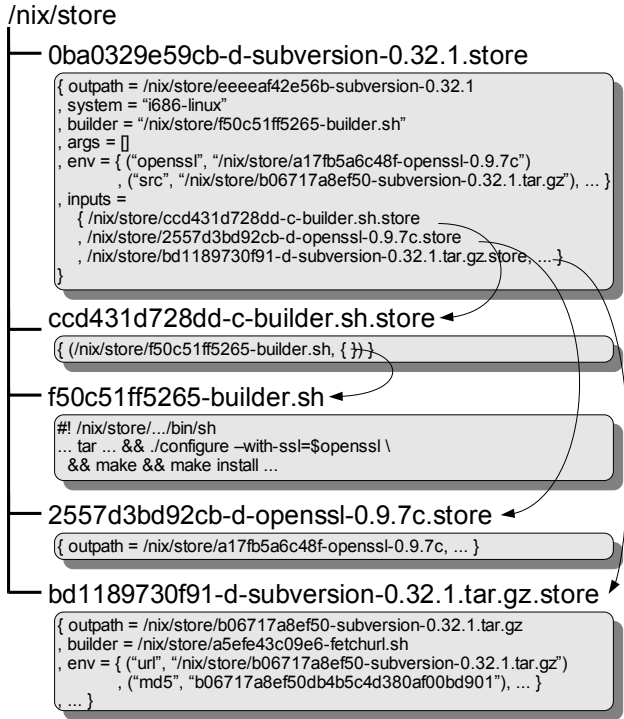 /nix/store
0ba0329e59cb-d-subversion-0.32.1.store
{ outpath = /nix/store/eeeeaf42e56b-subversion-0.32.1
, system = “i686-linux”
, builder = “/nix/store/f50c51ff5265-builder.sh”
, args = []
, env = { (“openssl”, “/nix/store/a17fb5a6c48f-openssl-0.9.7c”)
, (“src”, “/nix/store/b06717a8ef50-subversion-0.32.1.tar.gz”), ... }
, inputs =
{ /nix/store/ccd431d728dd-c-builder.sh.store
, /nix/store/2557d3bd92cb-d-openssl-0.9.7c.store
, /nix/store/bd1189730f91-d-subversion-0.32.1.tar.gz.store, ... }
}
ccd431d728dd-c-builder.sh.store
{ (/nix/store/f50c51ff5265-builder.sh, { }) }
f50c51ff5265-builder.sh
#! /nix/store/.../bin/sh
... tar ... && ./configure –with-ssl=$openssl \
&& make && make install ...
2557d3bd92cb-d-openssl-0.9.7c.store
{ outpath = /nix/store/a17fb5a6c48f-openssl-0.9.7c, ... }
bd1189730f91-d-subversion-0.32.1.tar.gz.store
{ outpath = /nix/store/b06717a8ef50-subversion-0.32.1.tar.gz
, builder = /nix/store/a5efe43c09e6-fetchurl.sh
, env = { (“url”, “/nix/store/b06717a8ef50-subversion-0.32.1.tar.gz”)
, (“md5”, “b06717a8ef50db4b5c4d380af00bd901”), ... }
, ... }